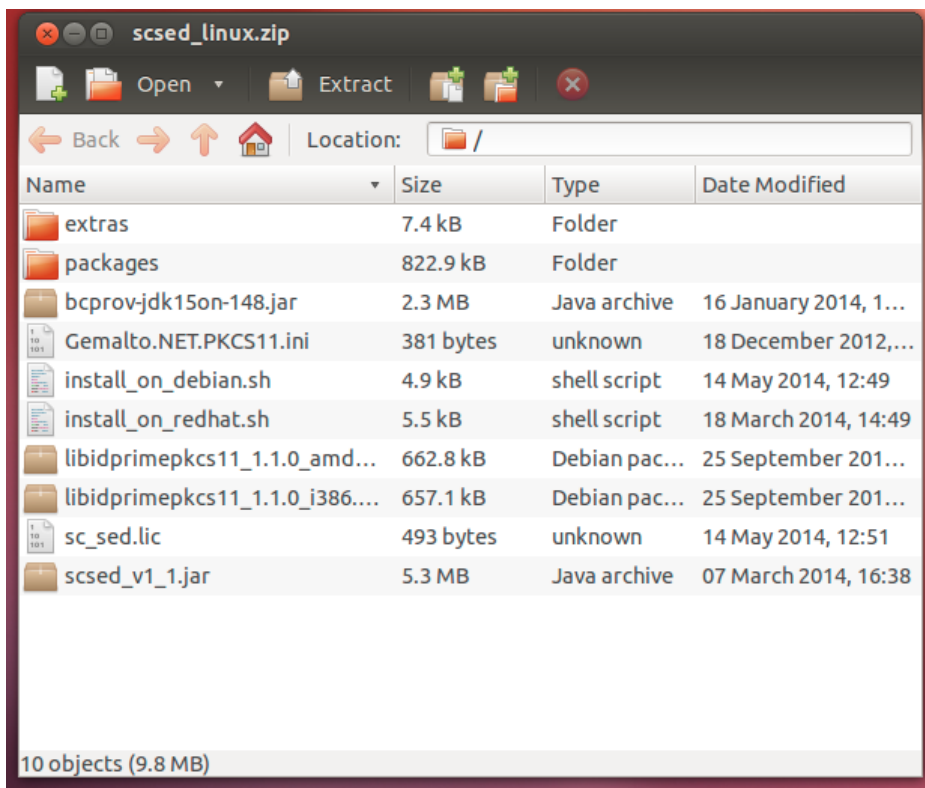 scsed_linux.zip
Open Extract
Back Location: /
Name Size Type Date Modified
extras 7.4 kB Folder
packages 822.9 kB Folder
bcprov-jdk15on-148.jar 2.3 MB Java archive 16 January 2014, 1...
Gemalto.NET.PKCS11.ini 381 bytes unknown 18 December 2012,...
install_on_debian.sh 4.9 kB shell script 14 May 2014, 12:49
install_on_redhat.sh 5.5 kB shell script 18 March 2014, 14:49
libidprimepkcs11_1.1.0_amd... 662.8 kB Debian pac... 25 September 201...
libidprimepkcs11_1.1.0_i386.... 657.1 kB Debian pac... 25 September 201...
sc_sed.lic 493 bytes unknown 14 May 2014, 12:51
scsed_v1_1.jar 5.3 MB Java archive 07 March 2014, 16:38
10 objects (9.8 MB)